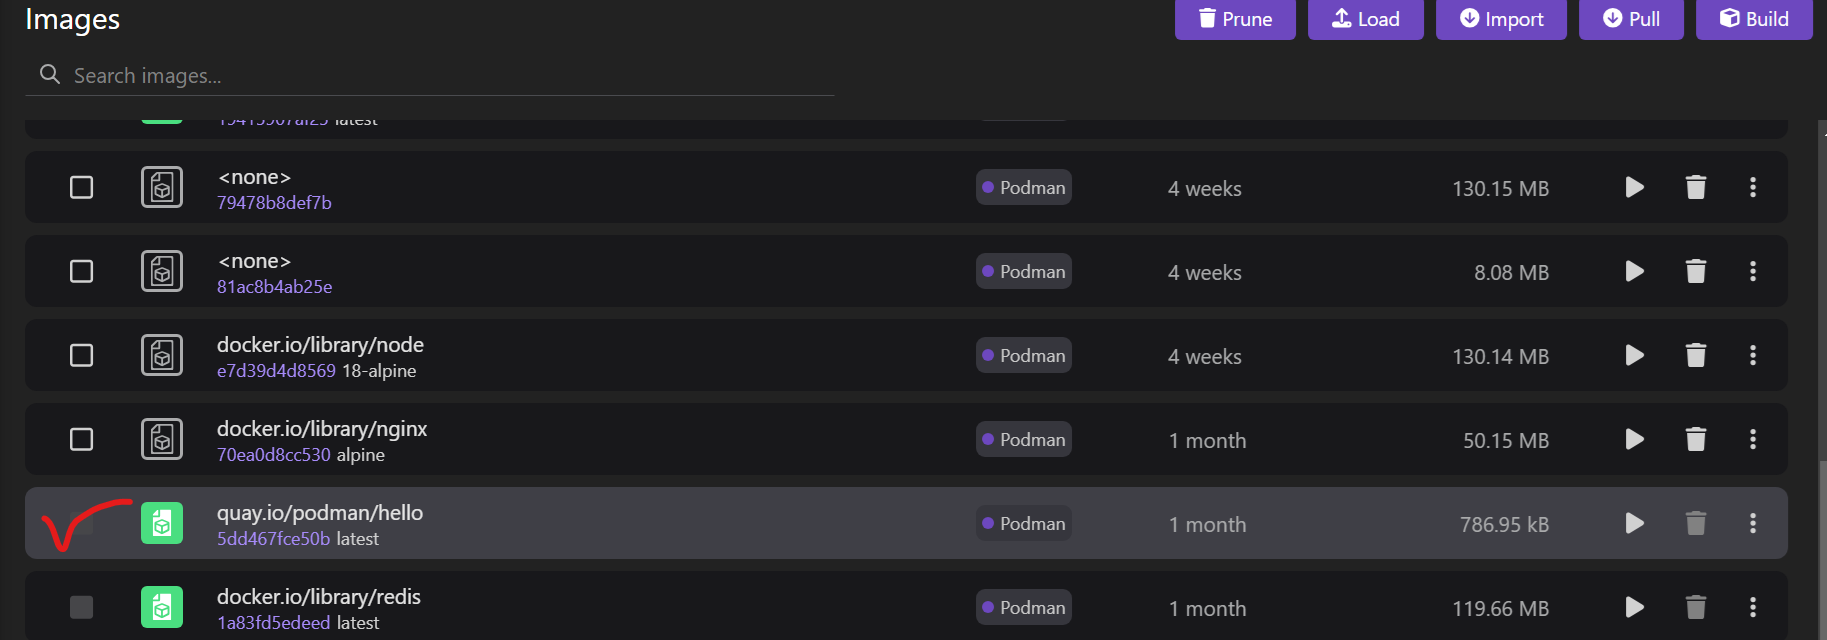 Images
Prune
Load
Import
Pull
Build
Search images...
latest
<none>
79478b8def7b
Podman
4 weeks
130.15 MB
<none>
81ac8b4ab25e
Podman
4 weeks
8.08 MB
docker.io/library/node
e7d39d4d8569 18-alpine
Podman
4 weeks
130.14 MB
docker.io/library/nginx
70ea0d8cc530 alpine
Podman
1 month
50.15 MB
quay.io/podman/hello
5dd467fce50b latest
Podman
1 month
786.95 kB
docker.io/library/redis
1a83fd5edeed latest
Podman
1 month
119.66 MB